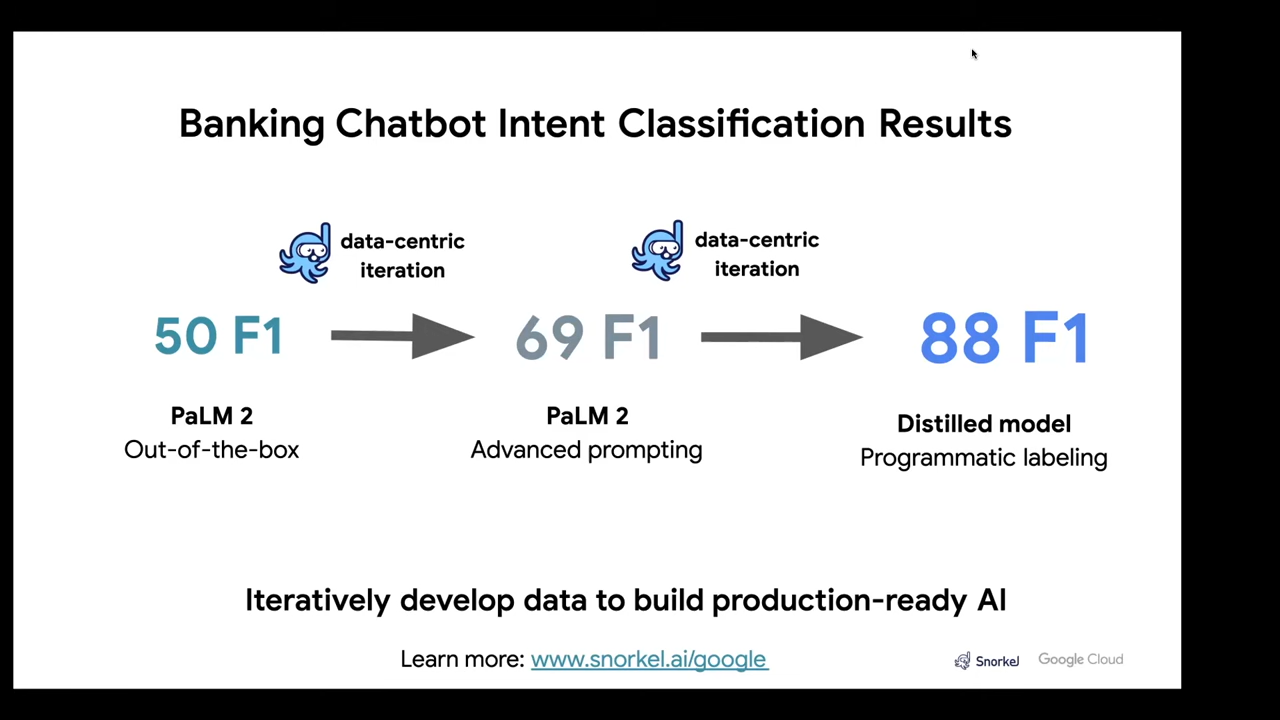 Banking Chatbot Intent Classification Results
data-centric
iteration
data-centric
iteration
50 F1
69 F1
88 F1
PaLM 2
Out-of-the-box
PaLM 2
Advanced prompting
Distilled model
Programmatic labeling
Iteratively develop data to build production-ready AI
Learn more: www.snorkel.ai/google
Snorkel
Google Cloud